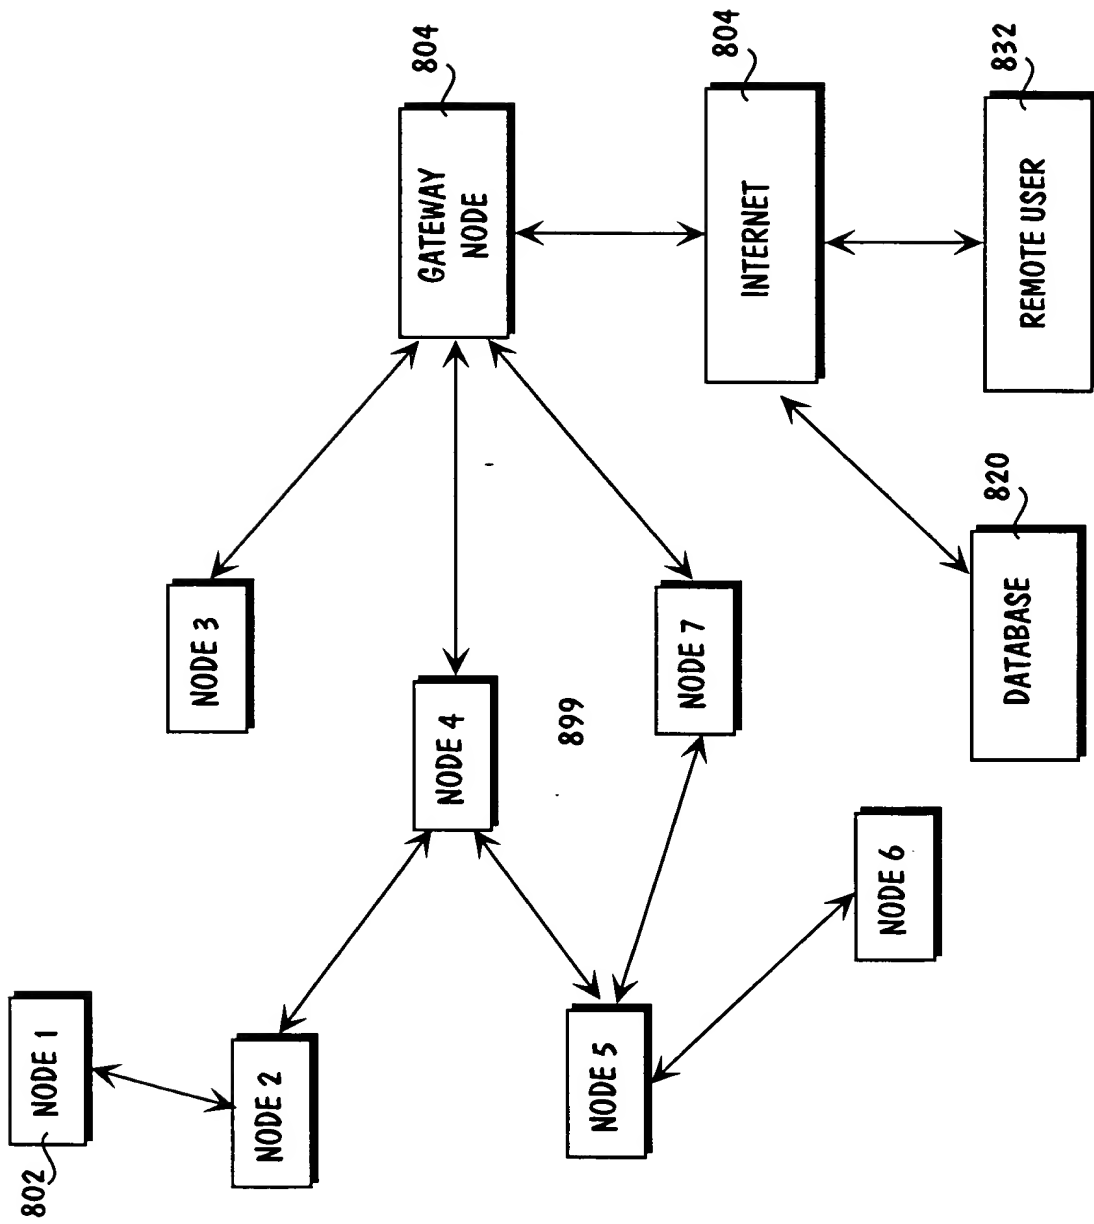 802
NODE 1
NODE 2
NODE 3
NODE 4
NODE 5
NODE 6
NODE 7
899
GATEWAY
NODE
804
INTERNET
804
DATABASE
820
REMOTE USER
832